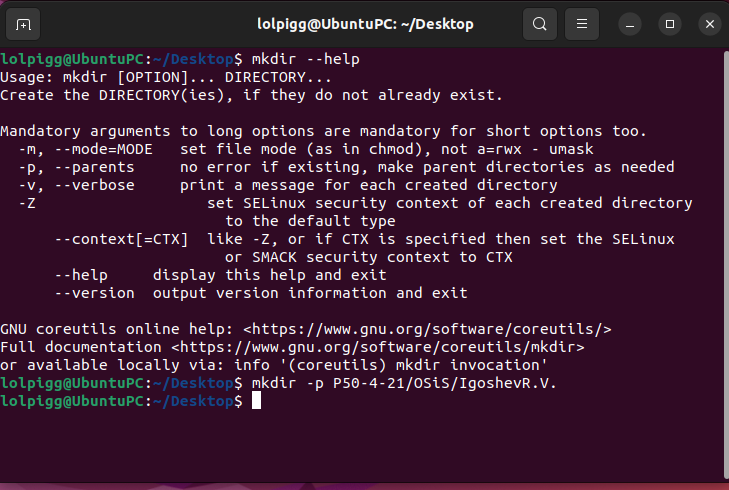 lolpigg@UbuntuPC: ~/Desktop
lolpigg@UbuntuPC:~/Desktop$ mkdir --help
Usage: mkdir [OPTION]... DIRECTORY...
Create the DIRECTORY(ies), if they do not already exist.

Mandatory arguments to long options are mandatory for short options too.
  -m, --mode=MODE   set file mode (as in chmod), not a=rwx - umask
  -p, --parents     no error if existing, make parent directories as needed
  -v, --verbose     print a message for each created directory
  -Z                   set SELinux security context of each created directory
                         to the default type
      --context[=CTX]  like -Z, or if CTX is specified then set the SELinux
                         or SMACK security context to CTX
      --help     display this help and exit
      --version  output version information and exit

GNU coreutils online help: <https://www.gnu.org/software/coreutils/>
Full documentation <https://www.gnu.org/software/coreutils/mkdir>
or available locally via: info '(coreutils) mkdir invocation'
lolpigg@UbuntuPC:~/Desktop$ mkdir -p P50-4-21/OSiS/IgoshevR.V.
lolpigg@UbuntuPC:~/Desktop$